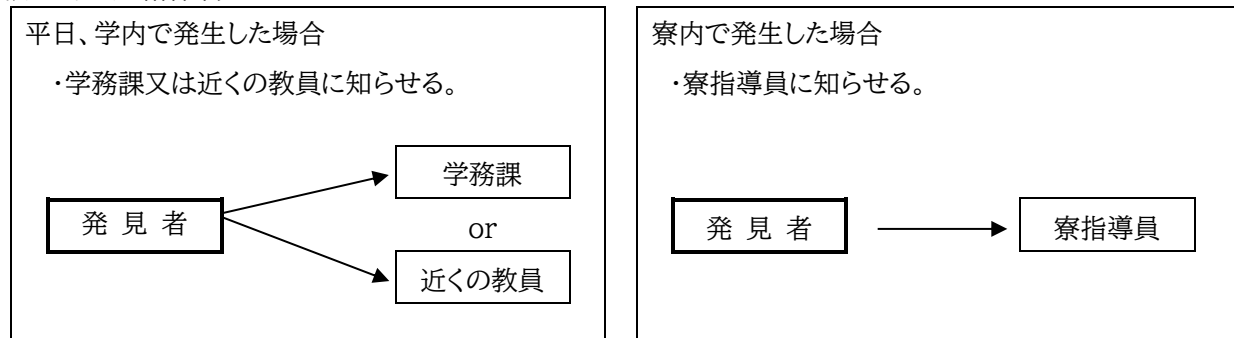 平日、学内で発生した場合
・学務課又は近くの教員に知らせる。
学務課
発 見 者
or
近くの教員
寮内で発生した場合
・寮指導員に知らせる。
発 見 者
寮指導員